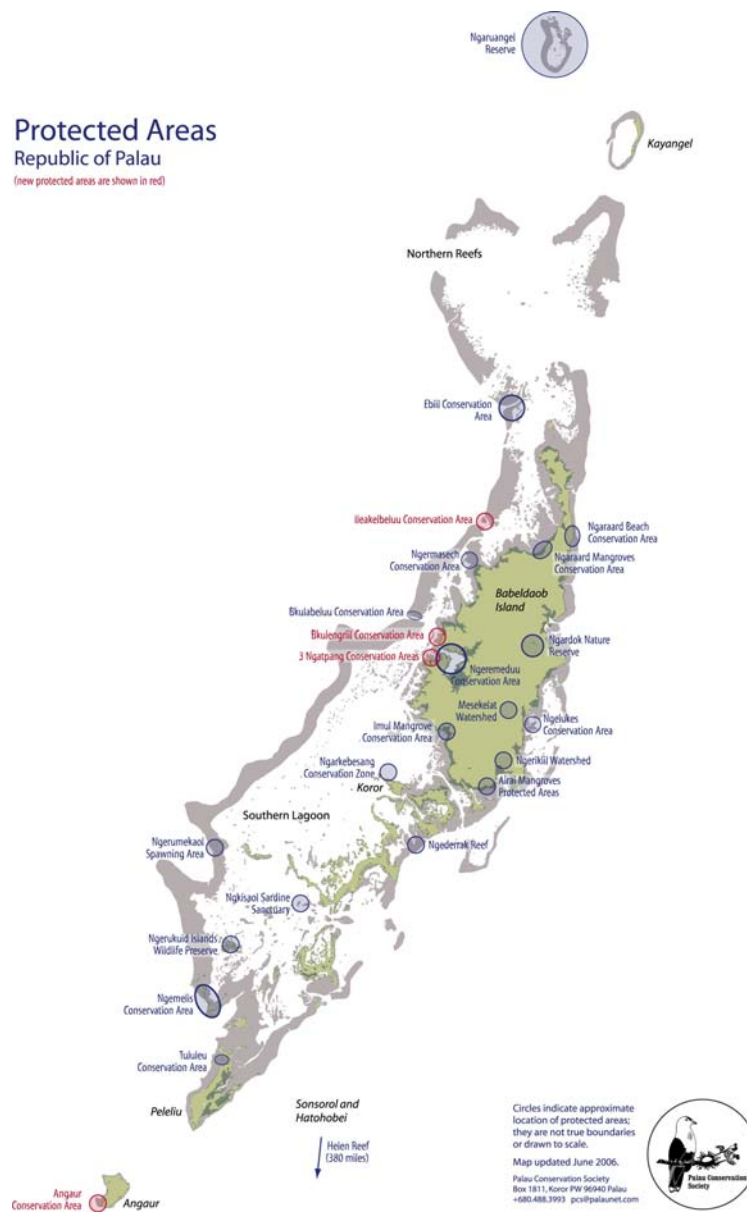 Ngaruangel
Reserve
Protected Areas
Republic of Palau
(new protected areas are shown in red)
Kayangel
Northern Reefs
Ebiil Conservation
Area
Ileakelbeluu Conservation Area
Ngaraard Beach
Conservation Area
Ngermasech
Conservation Area
Ngaraard Mangroves
Conservation Area
Babeldaob
Island
Bkulabeluu Conservation Area
Bkulengriil Conservation Area
Ngardok Nature
Reserve
3 Ngatpang Conservation Areas
Ngeremeduu
Conservation Area
Mesekelat
Watershed
Ngelukes
Conservation Area
Imul Mangrove
Conservation Area
Ngerikiil Watershed
Ngarkebesang
Conservation Zone
Koror
Airai Mangroves
Protected Areas
Southern Lagoon
Ngerumekaol
Spawning Area
Ngederrak Reef
Ngkisaol Sardine
Sanctuary
Ngerukuid Islands
Wildlife Preserve
Ngemelis
Conservation Area
Tululeu
Conservation Area
Peleliu
Sonsorol and
Hatohobei
Helen Reef
(380 miles)
Circles indicate approximate
location of protected areas;
they are not true boundaries
or drawn to scale.
Map updated June 2006.
Palau Conservation Society
Box 1811, Koror PW 96940 Palau
+680.488.3993 pcs@palaunet.com
Palau Conservation
Society
Angaur
Conservation Area
Angaur